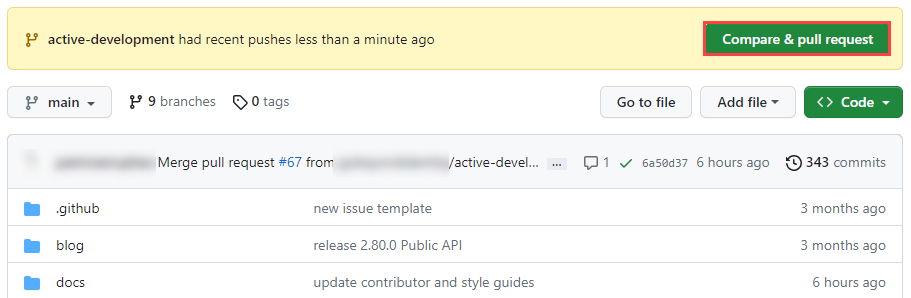 active-development had recent pushes less than a minute ago Compare & pull request
main 9 branches 0 tags Go to file Add file Code
Merge pull request #67 from /active-devel... ... 1 6a50d37 6 hours ago 343 commits
.github new issue template 3 months ago
blog release 2.80.0 Public API 3 months ago
docs update contributor and style guides 6 hours ago